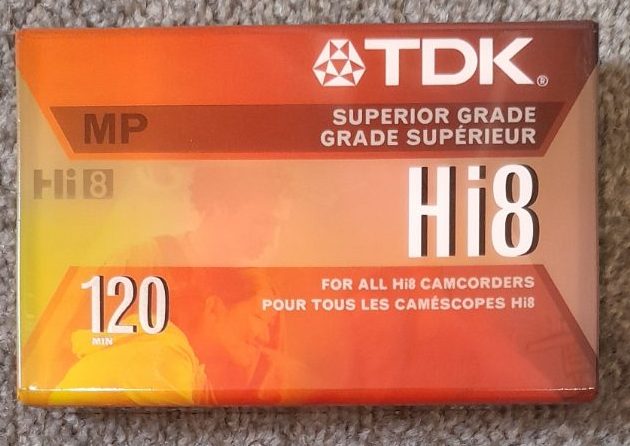 TDK®
MP
SUPERIOR GRADE
GRADE SUPÉRIEUR
Hi8
Hi8
120
MIN
FOR ALL Hi8 CAMCORDERS
POUR TOUS LES CAMÉSCOPES Hi8